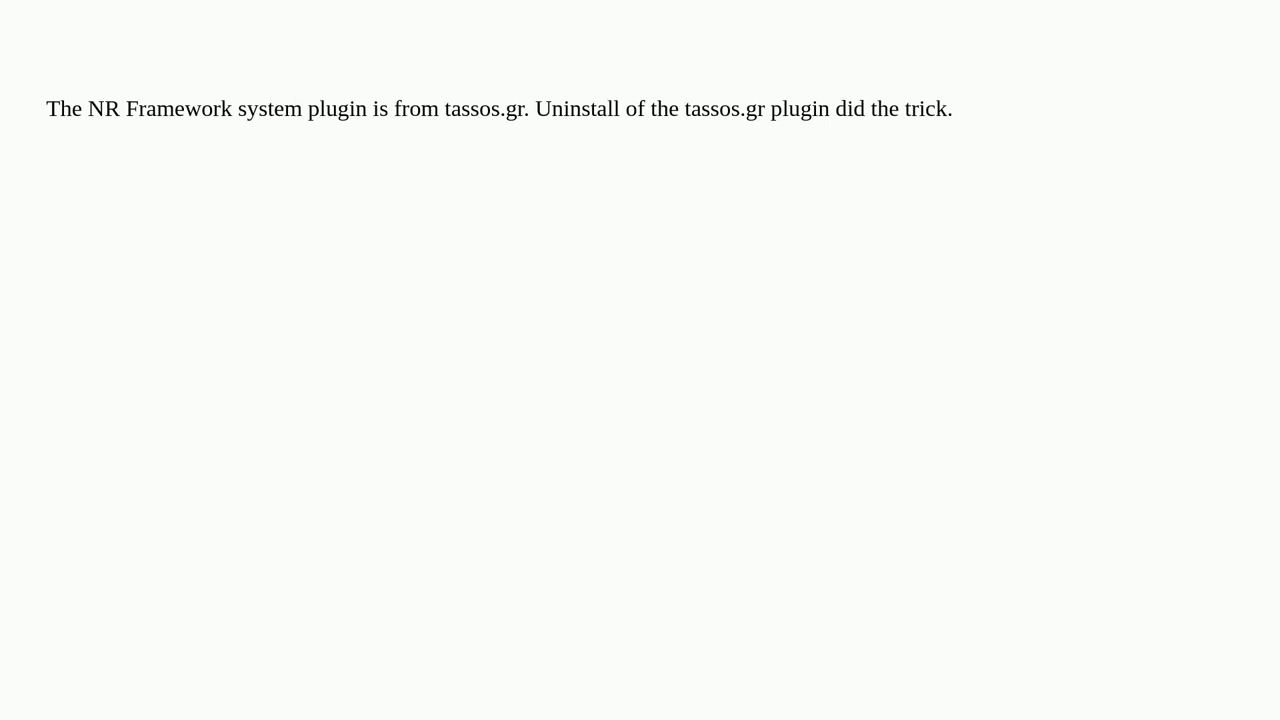 The NR Framework system plugin is from tassos.gr. Uninstall of the tassos.gr plugin did the trick.